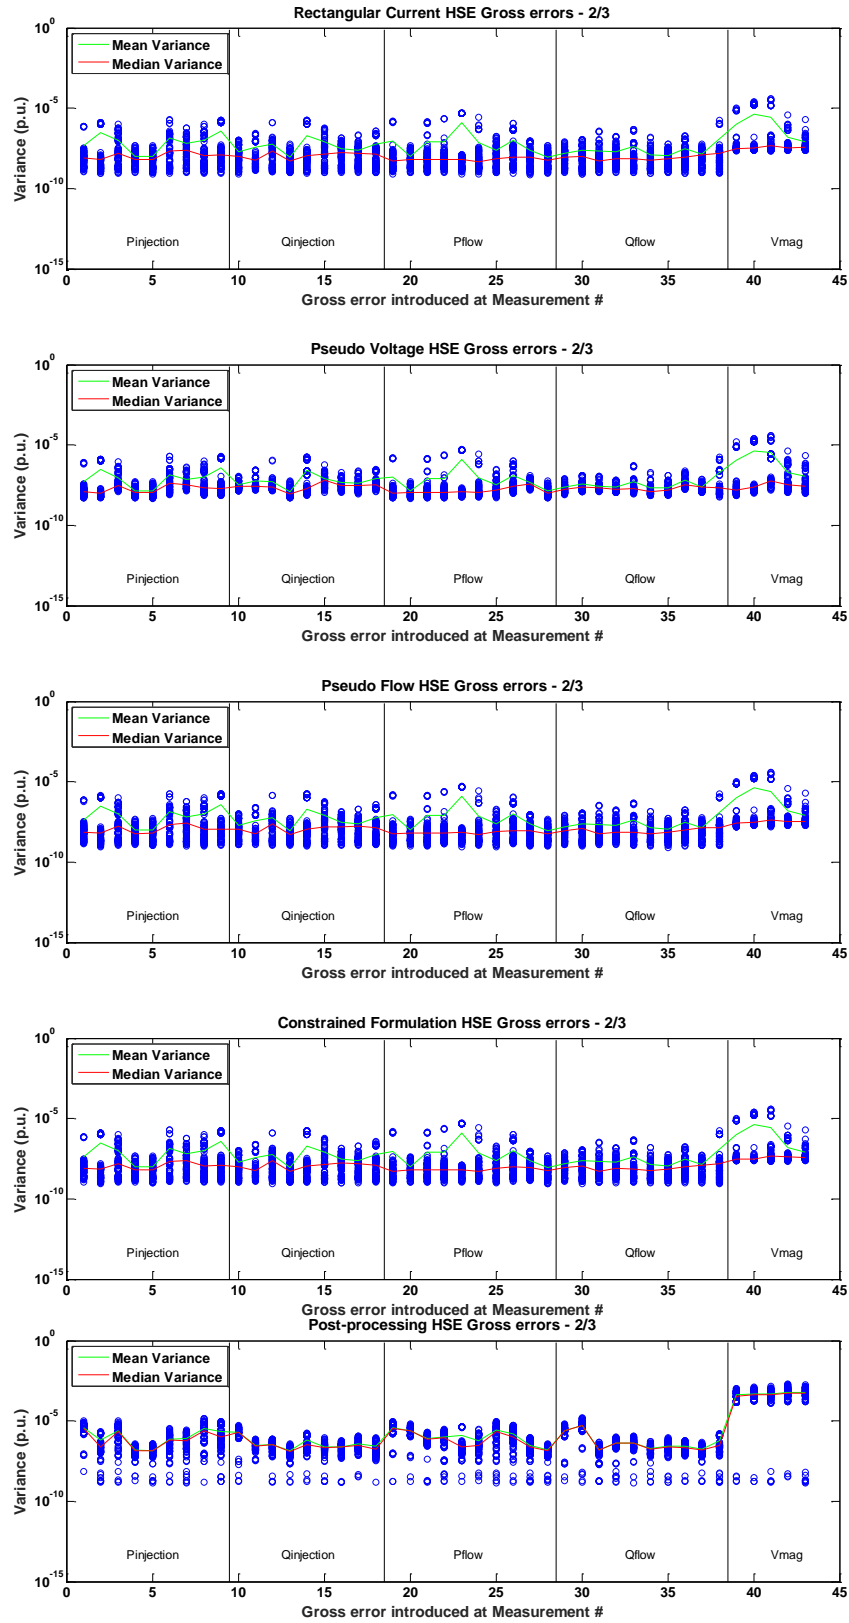 Rectangular Current HSE Gross errors - 2/3
10^0
Mean Variance
Median Variance
10^-5
Variance (p.u.)
10^-10
Pinjection Qinjection Pflow Qflow Vmag
10^-15
0 5 10 15 20 25 30 35 40 45
Gross error introduced at Measurement #
Pseudo Voltage HSE Gross errors - 2/3
10^0
Mean Variance
Median Variance
10^-5
Variance (p.u.)
10^-10
Pinjection Qinjection Pflow Qflow Vmag
10^-15
0 5 10 15 20 25 30 35 40 45
Gross error introduced at Measurement #
Pseudo Flow HSE Gross errors - 2/3
10^0
Mean Variance
Median Variance
10^-5
Variance (p.u.)
10^-10
Pinjection Qinjection Pflow Qflow Vmag
10^-15
0 5 10 15 20 25 30 35 40 45
Gross error introduced at Measurement #
Constrained Formulation HSE Gross errors - 2/3
10^0
Mean Variance
Median Variance
10^-5
Variance (p.u.)
10^-10
Pinjection Qinjection Pflow Qflow Vmag
10^-15
0 5 10 15 20 25 30 35 40 45
Gross error introduced at Measurement #
Post-processing HSE Gross errors - 2/3
10^0
Mean Variance
Median Variance
10^-5
Variance (p.u.)
10^-10
Pinjection Qinjection Pflow Qflow Vmag
10^-15
0 5 10 15 20 25 30 35 40 45
Gross error introduced at Measurement #